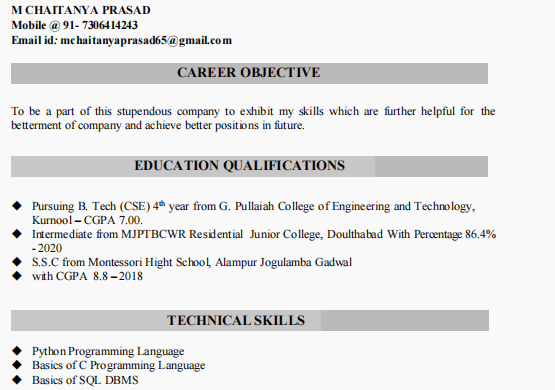 M CHAITANYA PRASAD
Mobile @ 91- 7306414243
Email id: mchaitanyaprasad65@gmail.com
CAREER OBJECTIVE
To be a part of this stupendous company to exhibit my skills which are further helpful for the
betterment of company and achieve better positions in future.
EDUCATION QUALIFICATIONS
◆ Pursuing B. Tech (CSE) 4th year from G. Pullaiah College of Engineering and Technology,
Kurnool – CGPA 7.00.
◆ Intermediate from MJPTBCWR Residential Junior College, Doulthabad With Percentage 86.4%
- 2020
◆ S.S.C from Montessori Hight School, Alampur Jogulamba Gadwal
◆ with CGPA 8.8 – 2018
TECHNICAL SKILLS
◆ Python Programming Language
◆ Basics of C Programming Language
◆ Basics of SQL DBMS